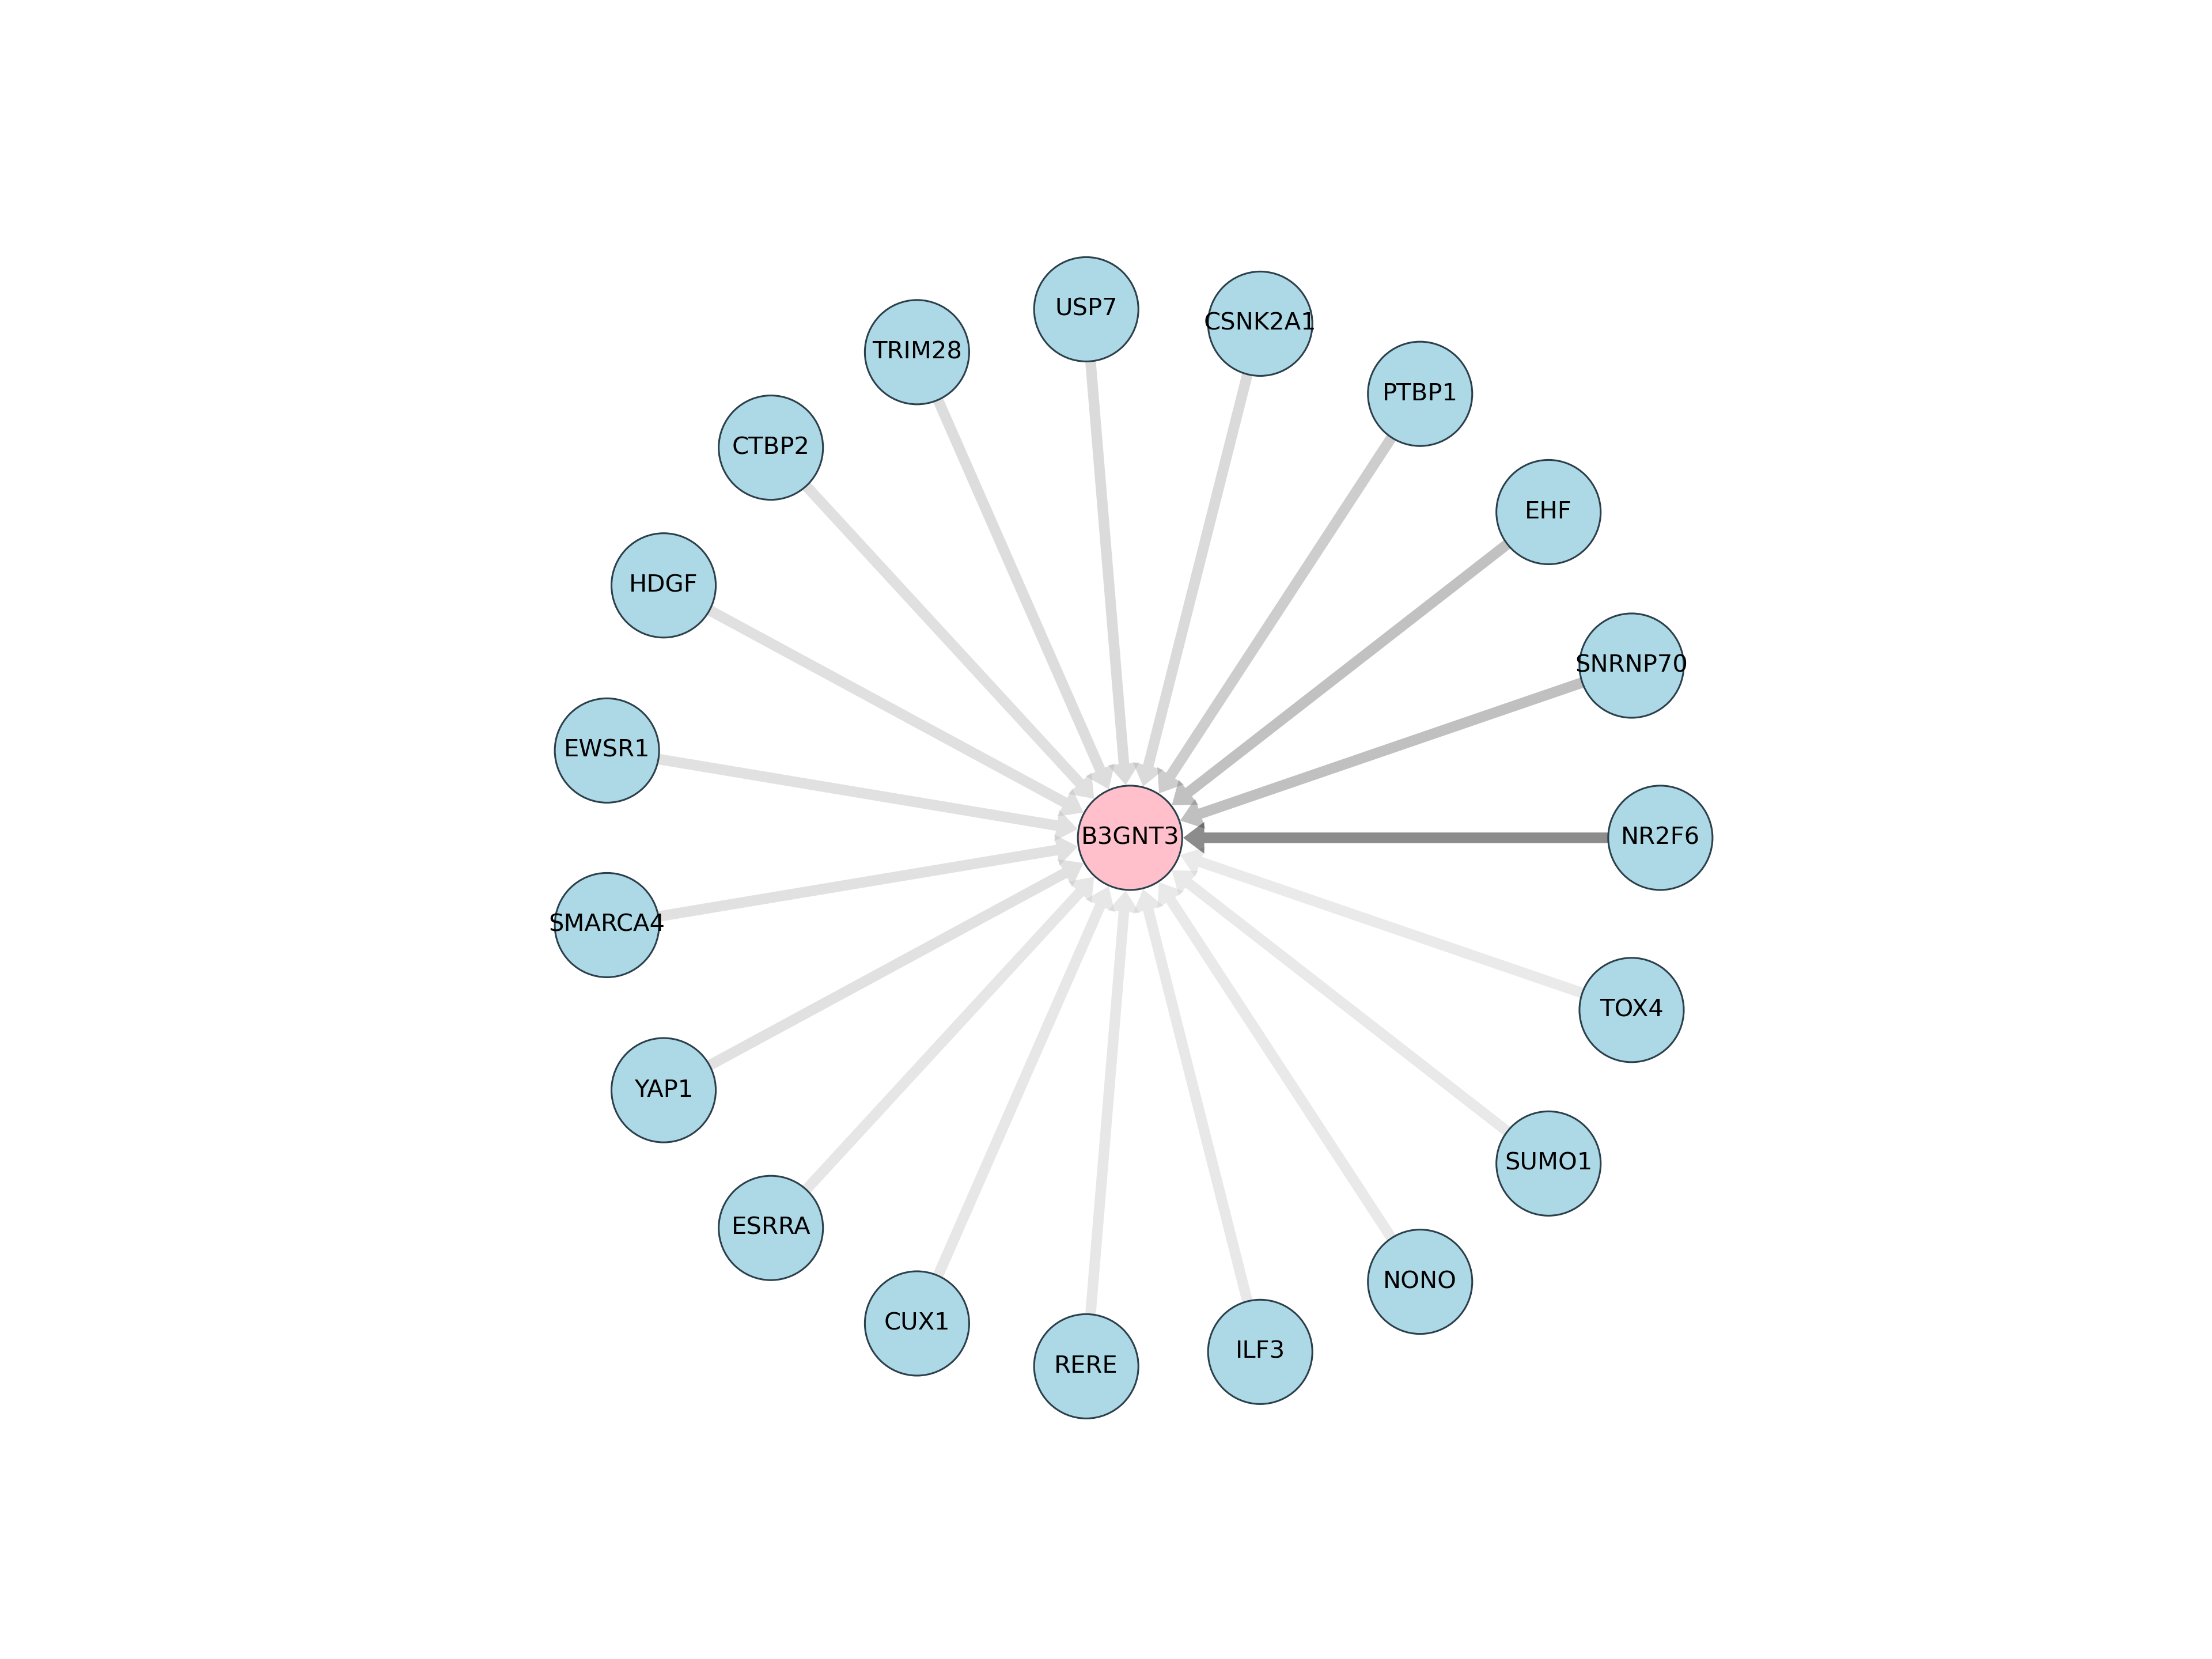 USP7
CSNK2A1
TRIM28
PTBP1
CTBP2
EHF
HDGF
SNRNP70
EWSR1
B3GNT3
NR2F6
SMARCA4
TOX4
YAP1
SUMO1
ESRRA
NONO
CUX1
ILF3
RERE